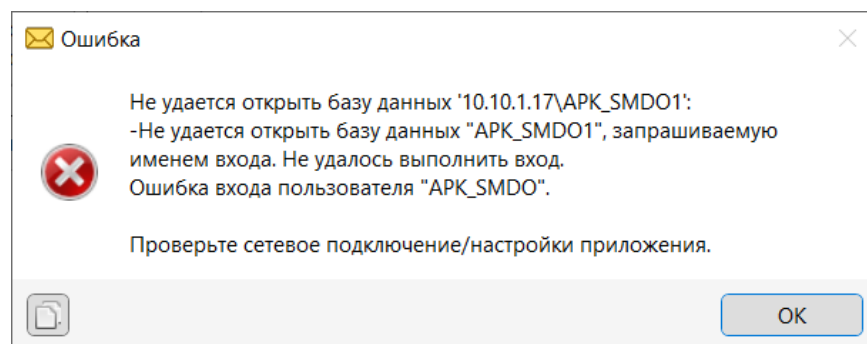 Ошибка
Не удается открыть базу данных '10.10.1.17\APK_SMDO1':
-Не удается открыть базу данных "APK_SMDO1", запрашиваемую
именем входа. Не удалось выполнить вход.
Ошибка входа пользователя "APK_SMDO".
Проверьте сетевое подключение/настройки приложения.
ОК